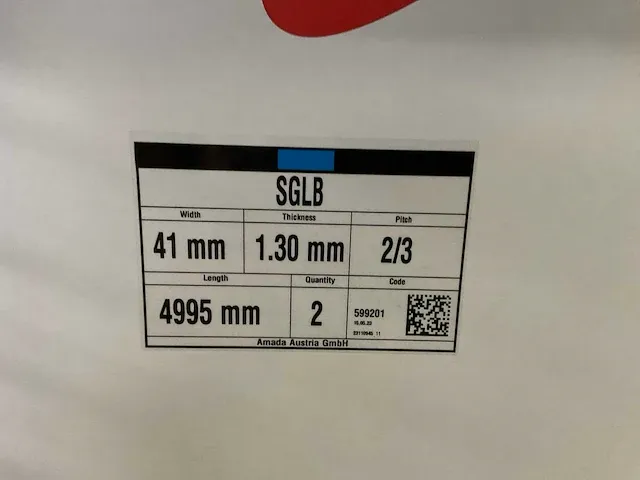 SGLB
Width Thickness Pitch
41 mm 1.30 mm 2/3
Length Quantity Code
4995 mm 2 599201
Amada Austria GmbH